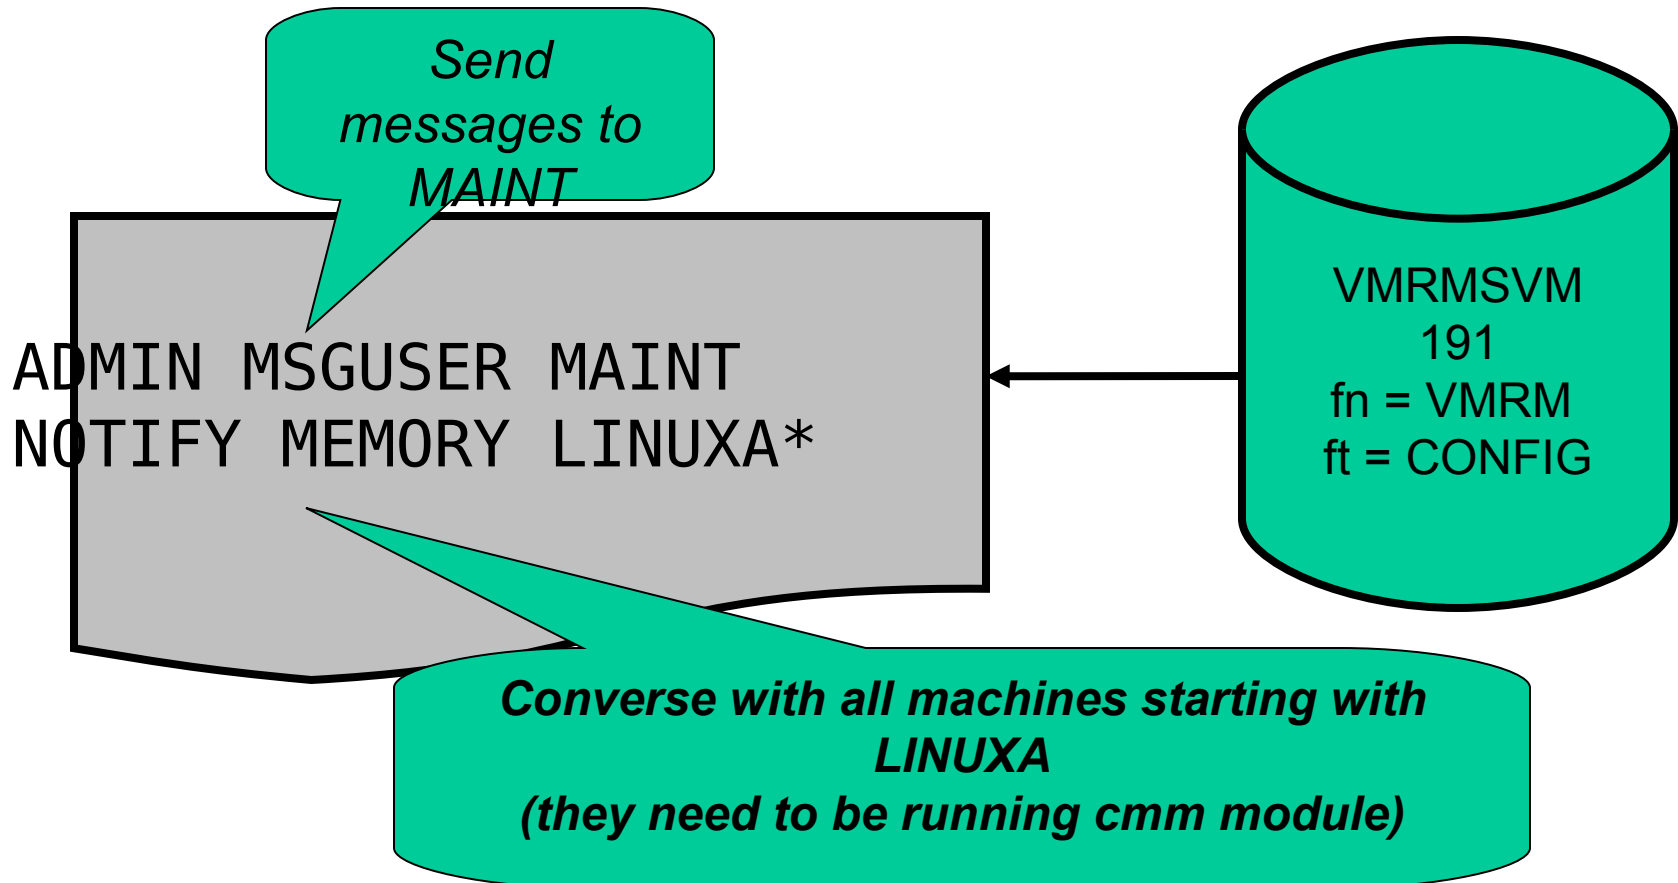 Send
messages to
MAINT
ADMIN MSGUSER MAINT
NOTIFY MEMORY LINUXA*
VMRMSVM
191
fn = VMRM
ft = CONFIG
Converse with all machines starting with
LINUXA
(they need to be running cmm module)